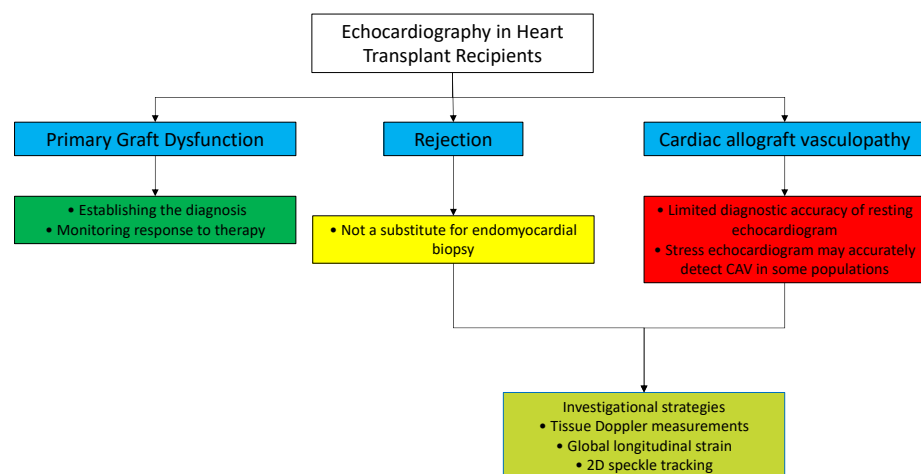 Echocardiography in Heart
Transplant Recipients
Primary Graft Dysfunction
Rejection
Cardiac allograft vasculopathy
• Establishing the diagnosis
• Monitoring response to therapy
• Not a substitute for endomyocardial
biopsy
• Limited diagnostic accuracy of resting
echocardiogram
• Stress echocardiogram may accurately
detect CAV in some populations
Investigational strategies
• Tissue Doppler measurements
• Global longitudinal strain
• 2D speckle tracking